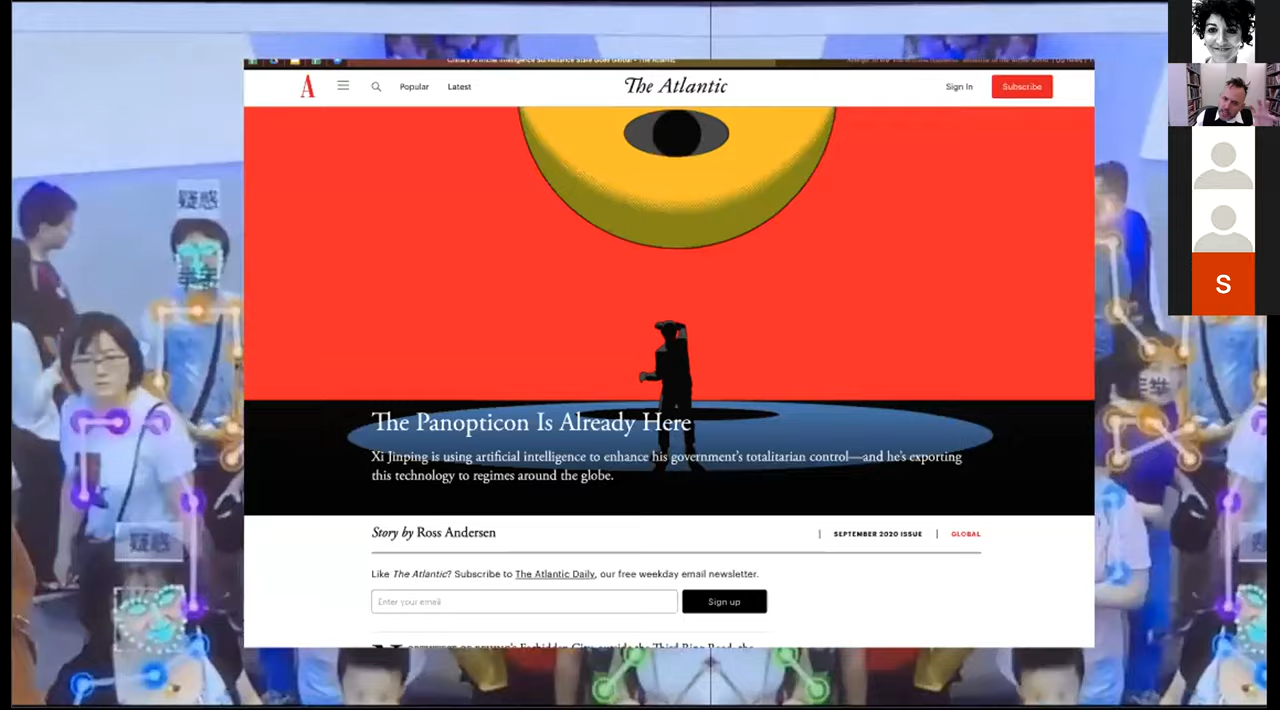 The Atlantic
Popular
Latest
Sign In
Subscribe
The Panopticon Is Already Here
Xi Jinping is using artificial intelligence to enhance his government's totalitarian control—and he's exporting
this technology to regimes around the globe.
Story by Ross Andersen
SEPTEMBER 2020 ISSUE
GLOBAL
Like The Atlantic? Subscribe to The Atlantic Daily, our free weekday email newsletter.
Enter your email
Sign up
疑惑
疑惑
S